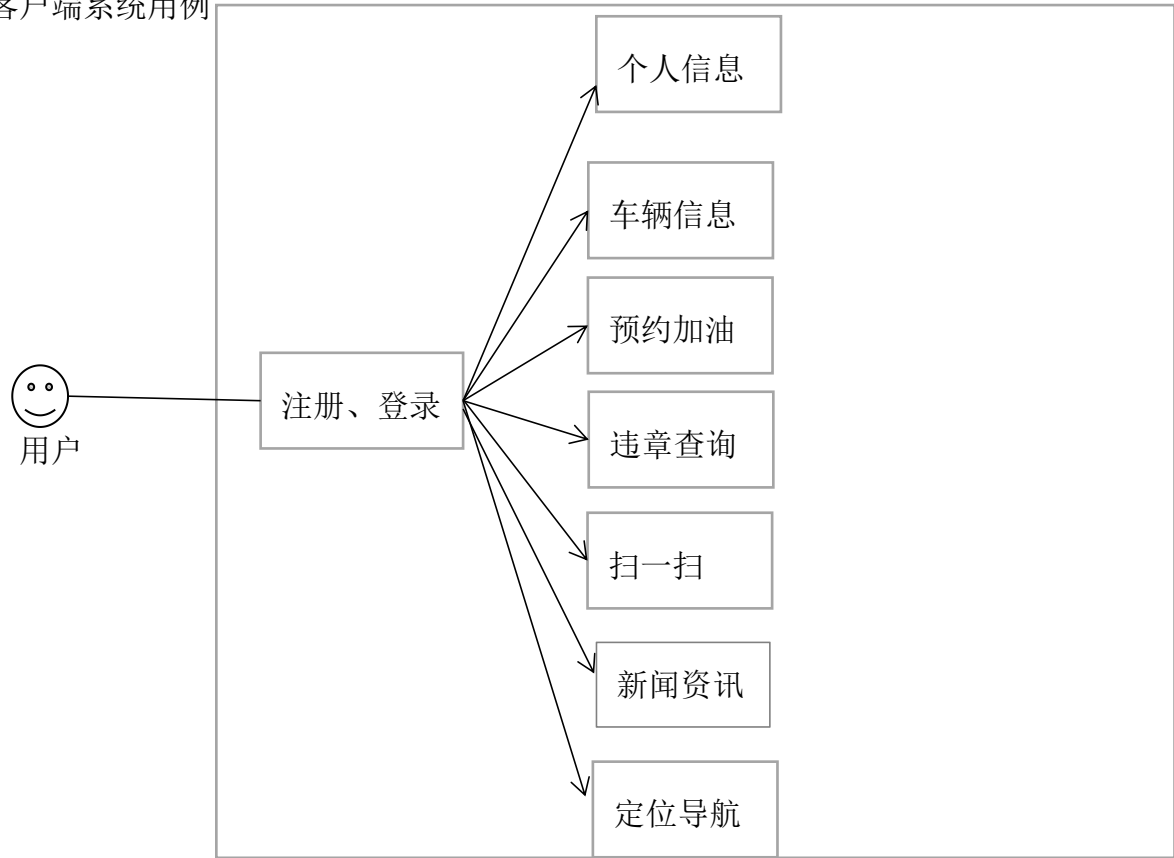 客户端系统用例
个人信息
车辆信息
预约加油
注册、登录
违章查询
用户
扫一扫
新闻资讯
定位导航